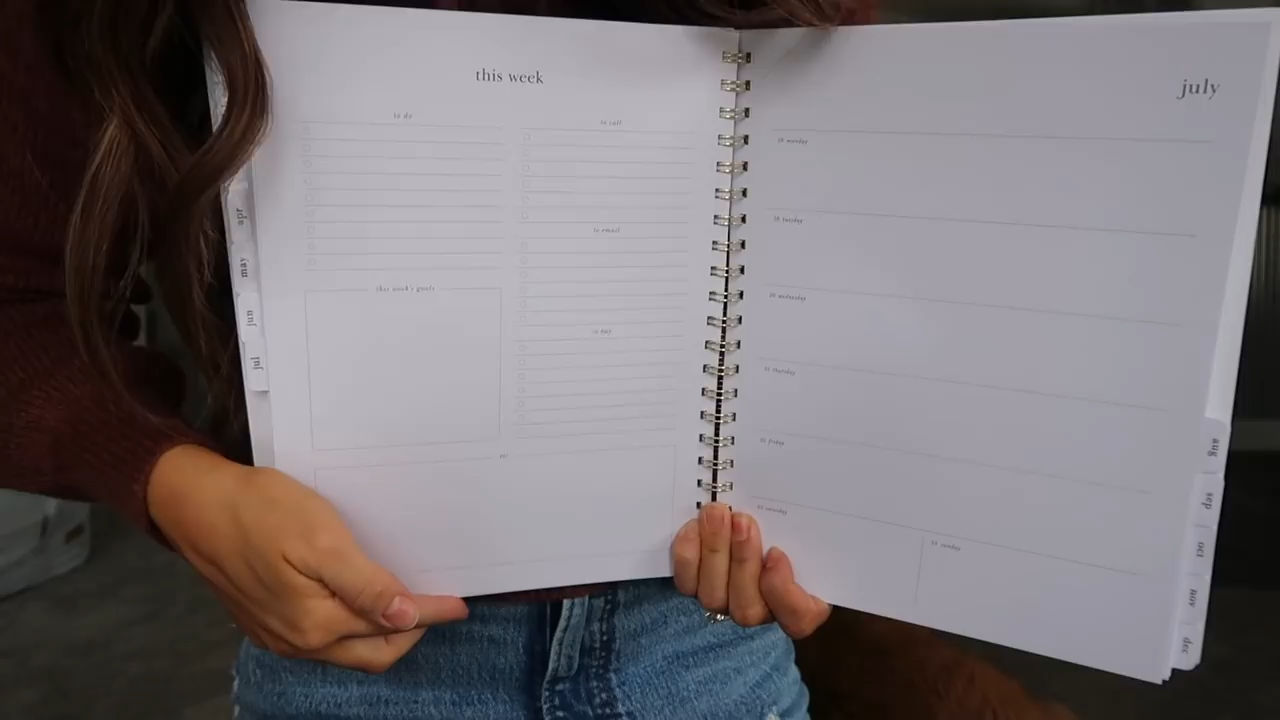 this week
to do
to call
to email
this week's goals
to buy
july
monday
tuesday
wednesday
thursday
friday
saturday
sunday
apr
may
jun
jul
aug
sep
oct
nov
dec